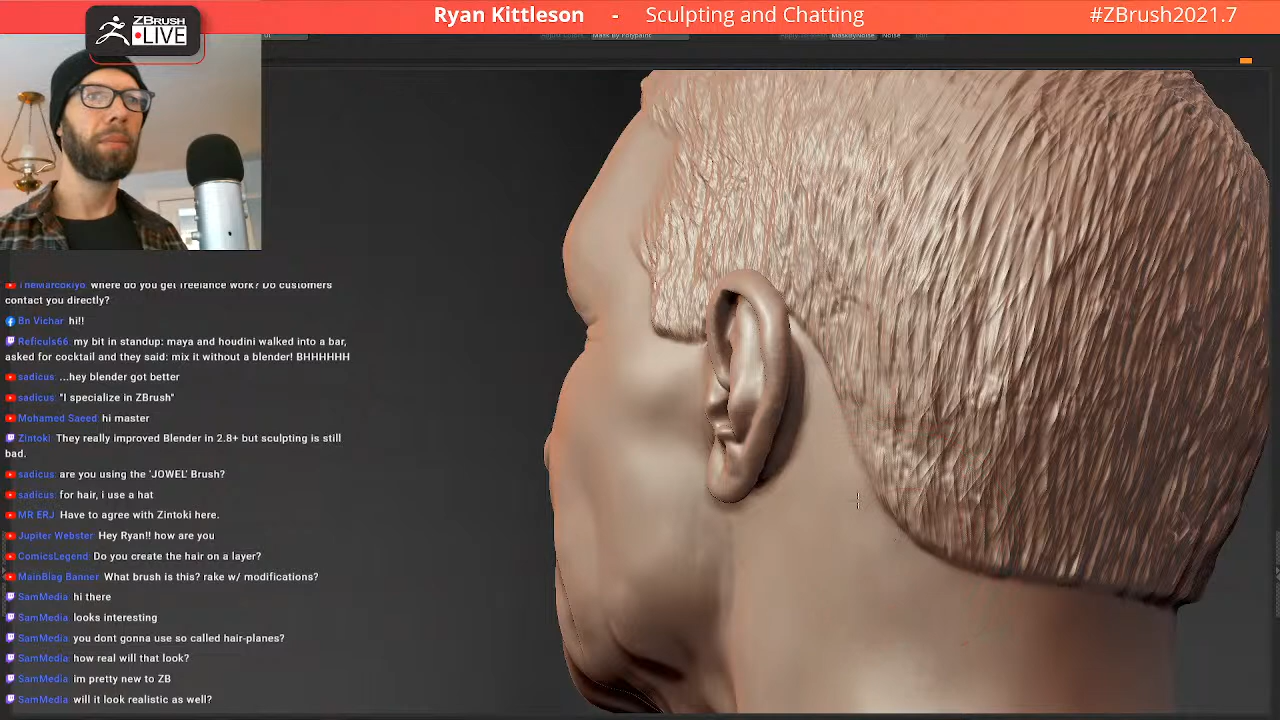 Ryan Kittleson - Sculpting and Chatting #ZBrush2021.7
ZBRUSH
LIVE
Mask By Polypaint
MaskByNoise Noise
TheMarcokiyo: where do you get freelance work? Do customers
contact you directly?
Bn Vichar: hi!!
Reficuls66: my bit in standup: maya and houdini walked into a bar,
asked for cocktail and they said: mix it without a blender! BHHHHHH
sadicus: ...hey blender got better
sadicus: "I specialize in ZBrush"
Mohamed Saeed: hi master
Zintoki: They really improved Blender in 2.8+ but sculpting is still
bad.
sadicus: are you using the 'JOWEL' Brush?
sadicus: for hair, i use a hat
MR ERJ: Have to agree with Zintoki here.
Jupiter Webster: Hey Ryan!! how are you
ComicsLegend: Do you create the hair on a layer?
MainBlag Banner: What brush is this? rake w/ modifications?
SamMedia: hi there
SamMedia: looks interesting
SamMedia: you dont gonna use so called hair-planes?
SamMedia: how real will that look?
SamMedia: im pretty new to ZB
SamMedia: will it look realistic as well?